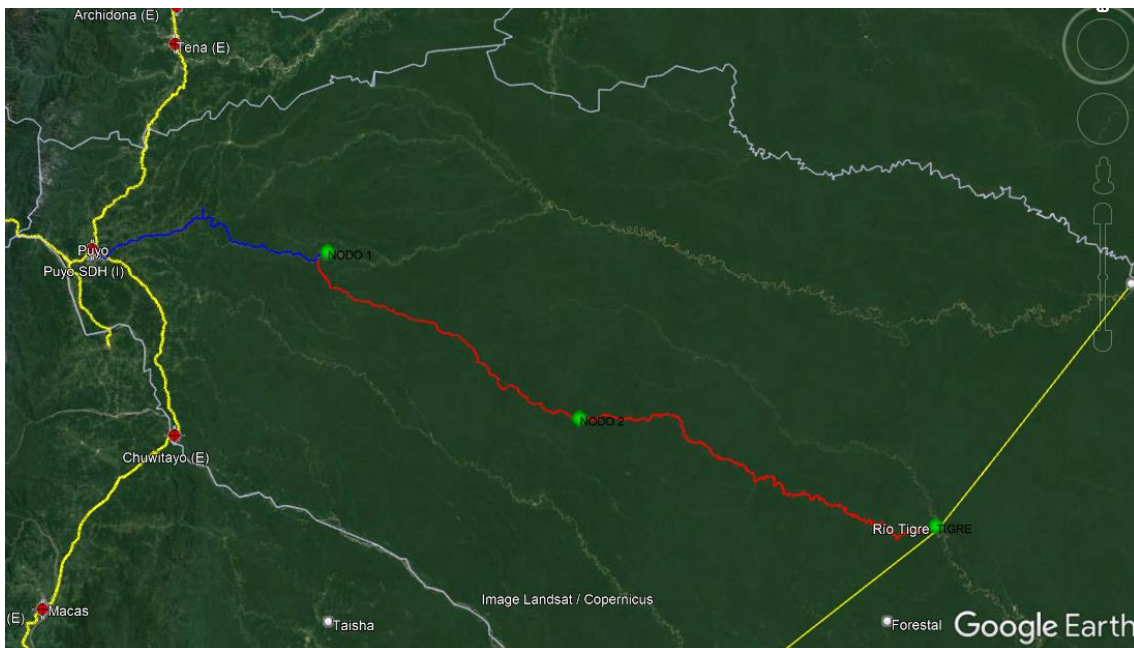 Archidona (E)
Tena (E)
Puyo
NODO 1
Puyo SDH (I)
NODO 2
Chuwitayo (E)
Río Tigre
TIGRE
Image Landsat / Copernicus
(E)
Macas
Taisha
Forestal
Google Earth